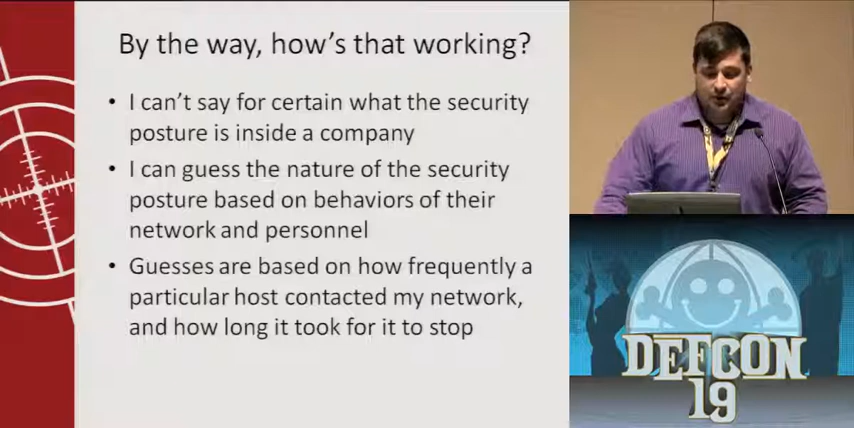 By the way, how's that working?
• I can't say for certain what the security
posture is inside a company
• I can guess the nature of the security
posture based on behaviors of their
network and personnel
• Guesses are based on how frequently a
particular host contacted my network,
and how long it took for it to stop
DEFCON
19